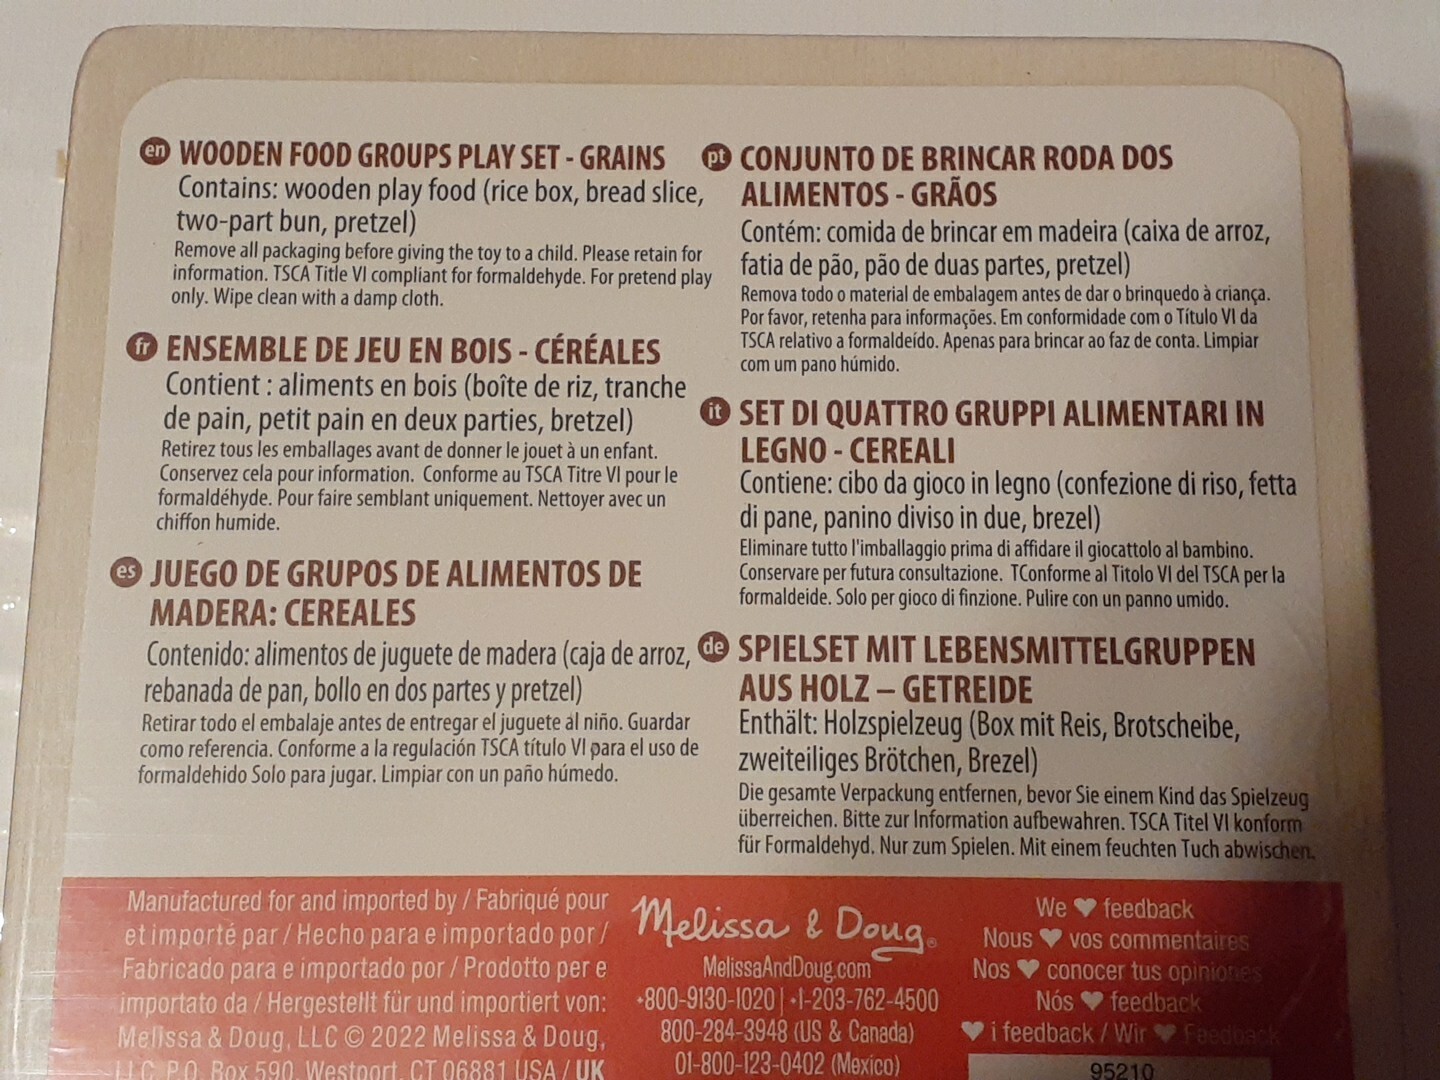 en WOODEN FOOD GROUPS PLAY SET - GRAINS
Contains: wooden play food (rice box, bread slice,
two-part bun, pretzel)
Remove all packaging before giving the toy to a child. Please retain for
information. TSCA Title VI compliant for formaldehyde. For pretend play
only. Wipe clean with a damp cloth.
fr ENSEMBLE DE JEU EN BOIS - CÉRÉALES
Contient : aliments en bois (boîte de riz, tranche
de pain, petit pain en deux parties, bretzel)
Retirez tous les emballages avant de donner le jouet à un enfant.
Conservez cela pour information. Conforme au TSCA Titre VI pour le
formaldéhyde. Pour faire semblant uniquement. Nettoyer avec un
chiffon humide.
es JUEGO DE GRUPOS DE ALIMENTOS DE
MADERA: CEREALES
Contenido: alimentos de juguete de madera (caja de arroz,
rebanada de pan, bollo en dos partes y pretzel)
Retirar todo el embalaje antes de entregar el juguete al niño. Guardar
como referencia. Conforme a la regulación TSCA título VI para el uso de
formaldehido Solo para jugar. Limpiar con un paño húmedo.
pt CONJUNTO DE BRINCAR RODA DOS
ALIMENTOS - GRÃOS
Contém: comida de brincar em madeira (caixa de arroz,
fatia de pão, pão de duas partes, pretzel)
Remova todo o material de embalagem antes de dar o brinquedo à criança.
Por favor, retenha para informações. Em conformidade com o Título VI da
TSCA relativo a formaldeído. Apenas para brincar ao faz de conta. Limpiar
com um pano húmido.
it SET DI QUATTRO GRUPPI ALIMENTARI IN
LEGNO - CEREALI
Contiene: cibo da gioco in legno (confezione di riso, fetta
di pane, panino diviso in due, brezel)
Eliminare tutto l'imballaggio prima di affidare il giocattolo al bambino.
Conservare per futura consultazione. TConforme al Titolo VI del TSCA per la
formaldeide. Solo per gioco di finzione. Pulire con un panno umido.
de SPIELSET MIT LEBENSMITTELGRUPPEN
AUS HOLZ – GETREIDE
Enthält: Holzspielzeug (Box mit Reis, Brotscheibe,
zweiteiliges Brötchen, Brezel)
Die gesamte Verpackung entfernen, bevor Sie einem Kind das Spielzeug
überreichen. Bitte zur Information aufbewahren. TSCA Titel VI konform
für Formaldehyd. Nur zum Spielen. Mit einem feuchten Tuch abwischen.
Manufactured for and imported by / Fabriqué pour
et importé par / Hecho para e importado por /
Fabricado para e importado por / Prodotto per e
importato da / Hergestellt für und importiert von:
Melissa & Doug, LLC © 2022 Melissa & Doug,
LLC, P.O. Box 590, Westport, CT 06881 USA / UK
Melissa & Doug®
MelissaAndDoug.com
+800-9130-1020 | +1-203-762-4500
800-284-3948 (US & Canada)
01-800-123-0402 (Mexico)
We ♥ feedback
Nous ♥ vos commentaires
Nos ♥ conocer tus opiniones
Nós ♥ feedback
♥ i feedback / Wir ♥ Feedback
95210